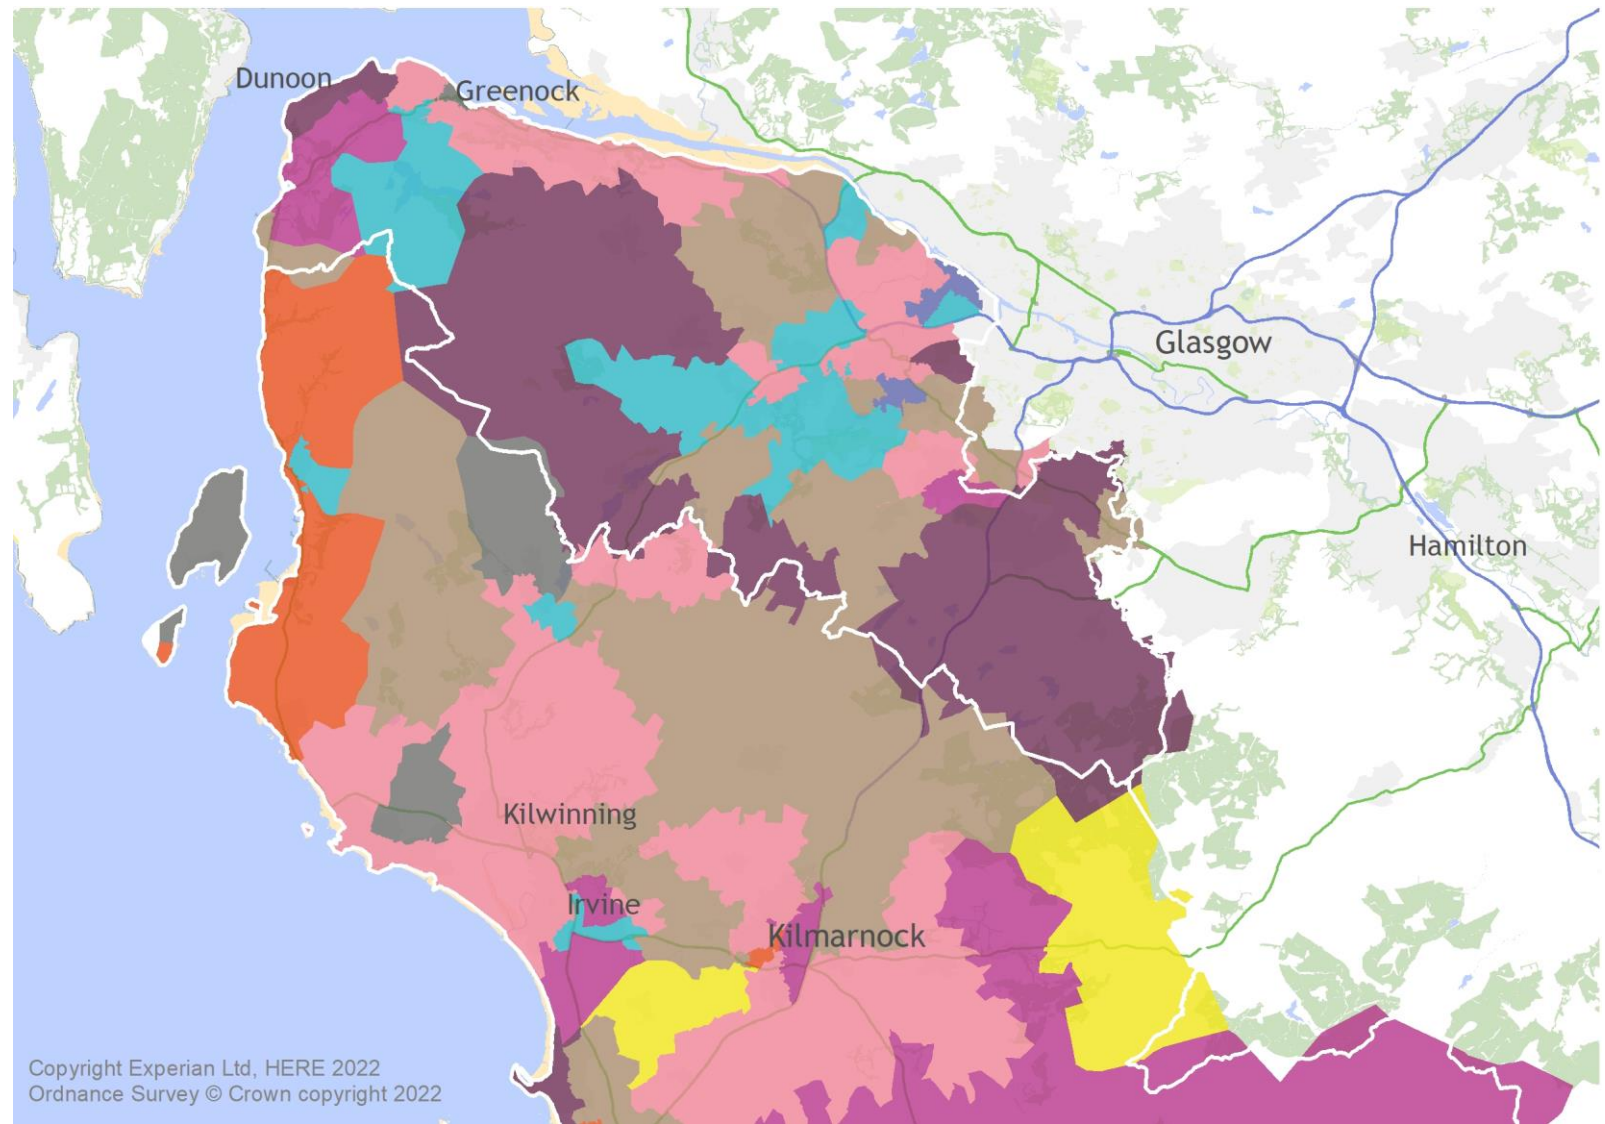 Dunoon
Greenock
Glasgow
Hamilton
Kilwinning
Irvine
Kilmarnock
Copyright Experian Ltd, HERE 2022
Ordnance Survey © Crown copyright 2022